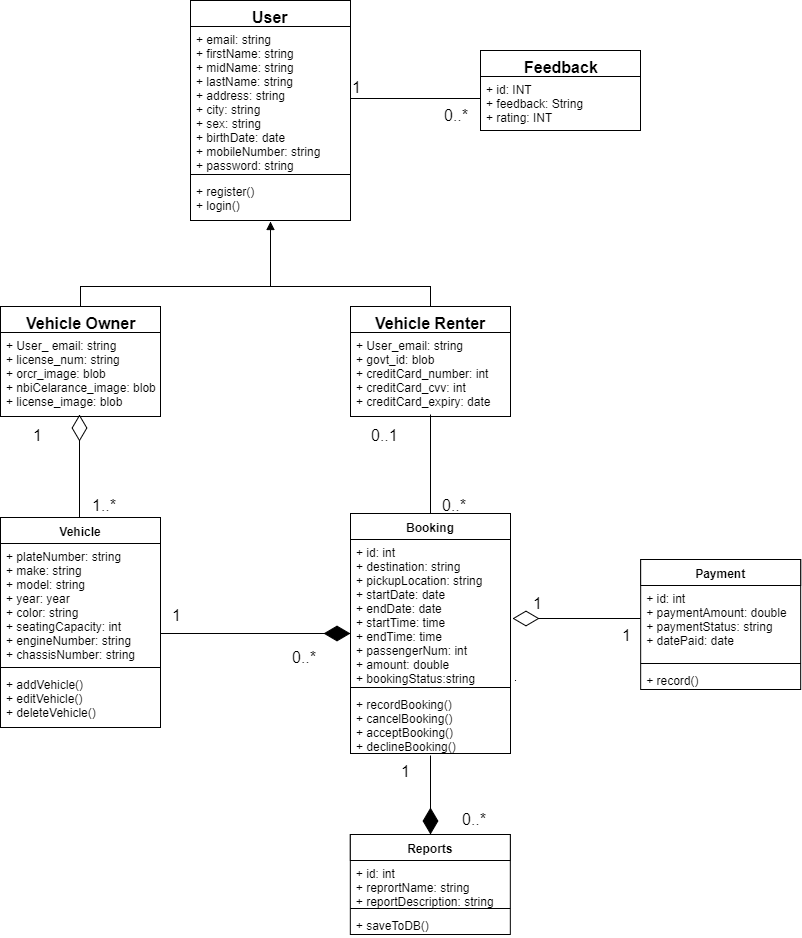 User
+ email: string
+ firstName: string
+ midName: string
+ lastName: string
+ address: string
+ city: string
+ sex: string
+ birthDate: date
+ mobileNumber: string
+ password: string
+ register()
+ login()
1
0..*
Feedback
+ id: INT
+ feedback: String
+ rating: INT
Vehicle Owner
+ User_ email: string
+ license_num: string
+ orcr_image: blob
+ nbiCelarance_image: blob
+ license_image: blob
Vehicle Renter
+ User_email: string
+ govt_id: blob
+ creditCard_number: int
+ creditCard_cvv: int
+ creditCard_expiry: date
1
1..*
0..1
0..*
Vehicle
+ plateNumber: string
+ make: string
+ model: string
+ year: year
+ color: string
+ seatingCapacity: int
+ engineNumber: string
+ chassisNumber: string
+ addVehicle()
+ editVehicle()
+ deleteVehicle()
1
0..*
Booking
+ id: int
+ destination: string
+ pickupLocation: string
+ startDate: date
+ endDate: date
+ startTime: time
+ endTime: time
+ passengerNum: int
+ amount: double
+ bookingStatus:string
+ recordBooking()
+ cancelBooking()
+ acceptBooking()
+ declineBooking()
1
1
.
Payment
+ id: int
+ paymentAmount: double
+ paymentStatus: string
+ datePaid: date
+ record()
1
0..*
Reports
+ id: int
+ reprortName: string
+ reportDescription: string
+ saveToDB()